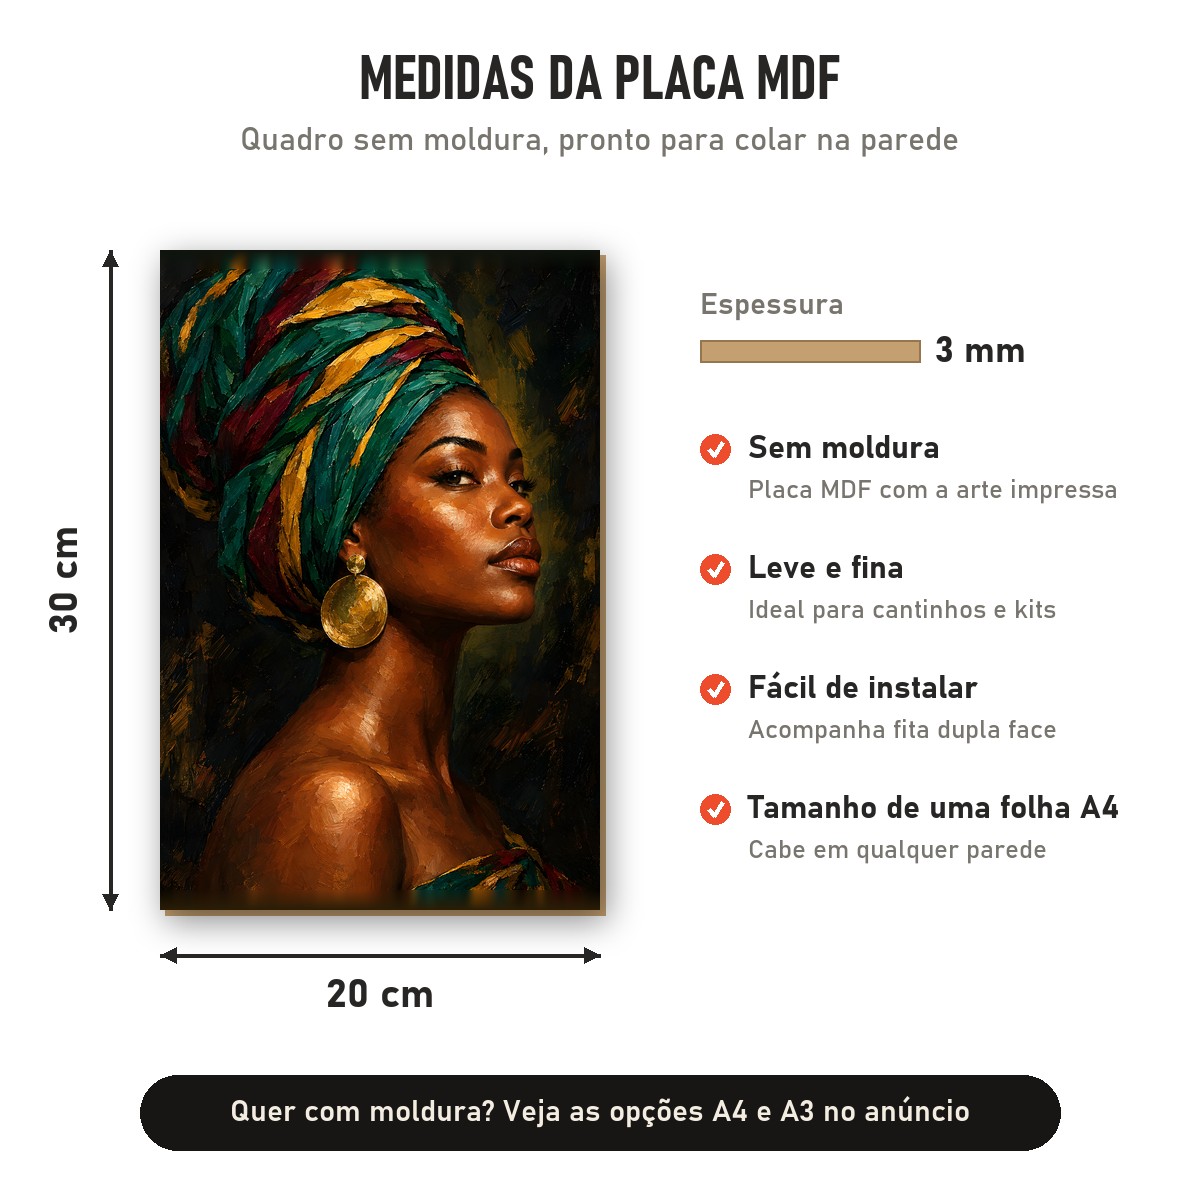 MEDIDAS DA PLACA MDF
Quadro sem moldura, pronto para colar na parede
30 cm
20 cm
Espessura
3 mm
Sem moldura
Placa MDF com a arte impressa
Leve e fina
Ideal para cantinhos e kits
Fácil de instalar
Acompanha fita dupla face
Tamanho de uma folha A4
Cabe em qualquer parede
Quer com moldura? Veja as opções A4 e A3 no anúncio